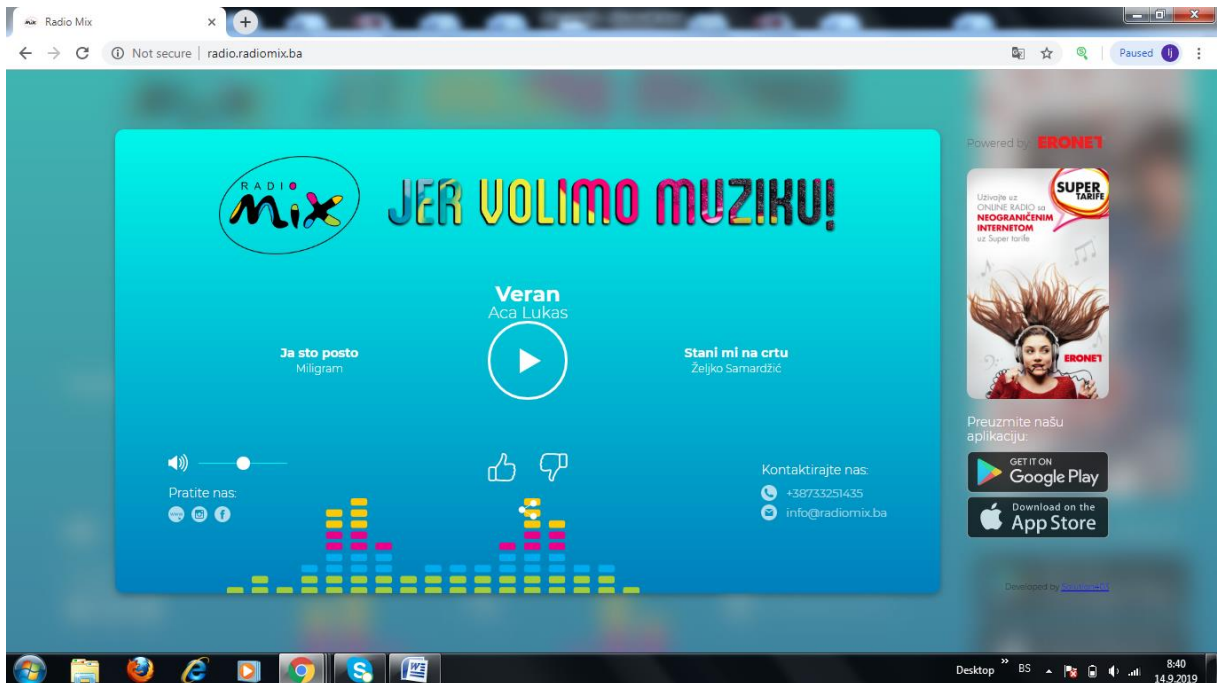 Radio Mix
Not secure | radio.radiomix.ba
Paused
Ij
RADIO
mix
JER VOLIMO MUZIKU!
Veran
Aca Lukas
Ja sto posto
Miligram
Stani mi na crtu
Željko Samardžić
Pratite nas:
Kontaktirajte nas:
+38733251435
info@radiomix.ba
Powered by: ERONET
SUPER
TARIFE
Uživajte uz
ONLINE RADIO sa
NEOGRANIČENIM
INTERNETOM
uz Super tarife
ERONET
Preuzmite našu
aplikaciju:
GET IT ON
Google Play
Download on the
App Store
Developed by
Desktop
BS
8:40
14.9.2019